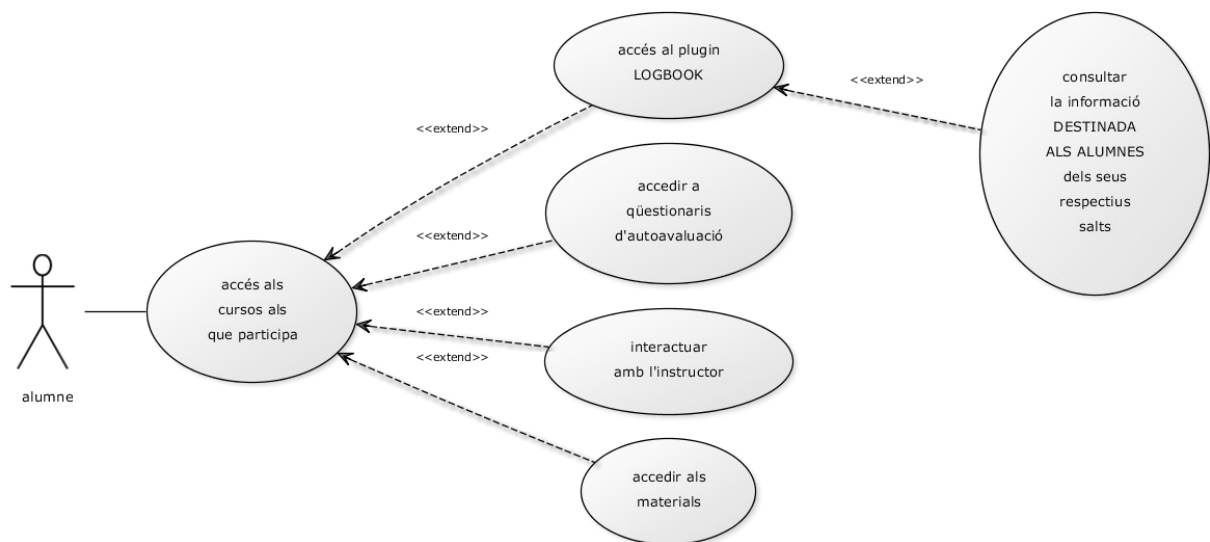 accés al plugin
LOGBOOK
<<extend>>
consultar
la informació
DESTINADA
ALS ALUMNES
dels seus
respectius
salts
<<extend>>
accedir a
qüestionaris
d'autoavaluació
<<extend>>
accés als
cursos als
que participa
<<extend>>
interactuar
amb l'instructor
<<extend>>
alumne
accedir als
materials